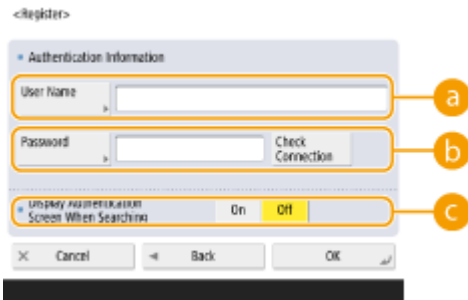 <Register>
Authentication Information
User Name
a
Password
Check
Connection
b
Display Authentication
Screen When Searching
On
Off
c
Cancel
Back
OK